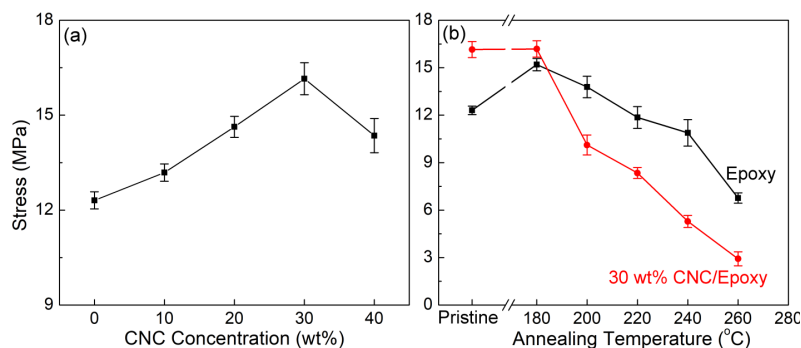 (a)
18
15
12
9
Stress (MPa)
0 10 20 30 40
CNC Concentration (wt%)
(b)
18
15
12
9
6
3
0
Epoxy
30 wt% CNC/Epoxy
Pristine 180 200 220 240 260 280
Annealing Temperature (°C)